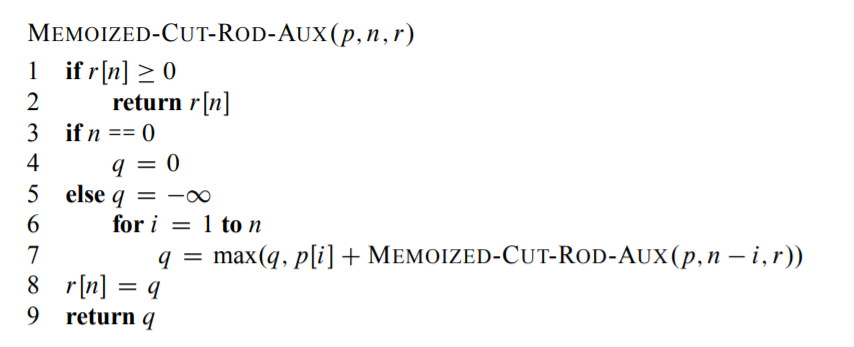 MEMOIZED-CUT-ROD-AUX(p, n, r)
1 if r[n] ≥ 0
2 return r[n]
3 if n == 0
4 q = 0
5 else q = −∞
6 for i = 1 to n
7 q = max(q, p[i] + MEMOIZED-CUT-ROD-AUX(p, n − i, r))
8 r[n] = q
9 return q